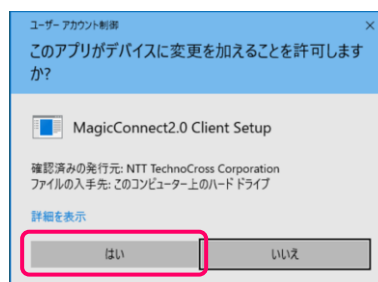 ユーザー アカウント制御
×
このアプリがデバイスに変更を加えることを許可します
か?
MagicConnect2.0 Client Setup
確認済みの発行元: NTT TechnoCross Corporation
ファイルの入手先: このコンピューター上のハード ドライブ
詳細を表示
はい
いいえ